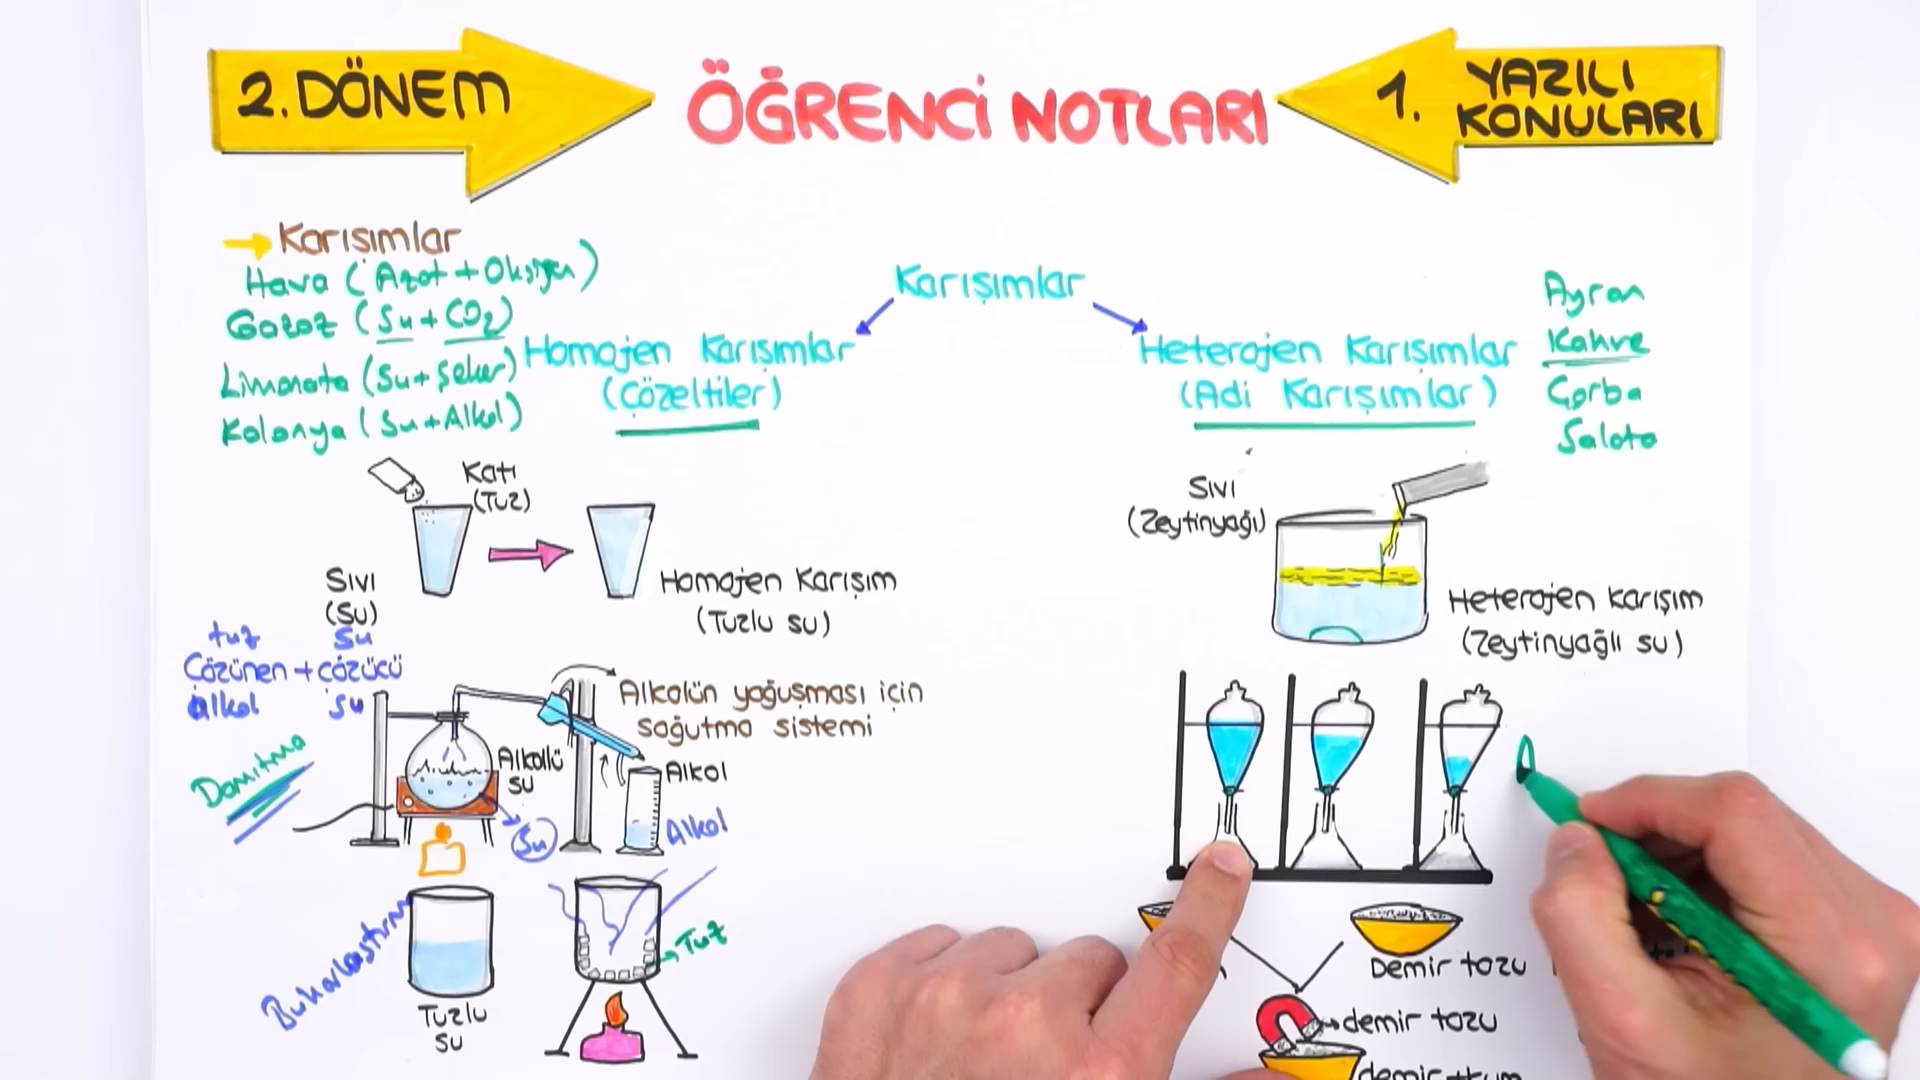 2. DÖNEM
ÖĞRENCİ NOTLARI
1. YAZILI
KONULARI
→ Karışımlar
Hava (Azot + Oksijen)
Gazoz (Su + CO₂)
Limonata (Su + Şeker)
Kolonya (Su + Alkol)
Karışımlar
Homojen Karışımlar
(Çözeltiler)
Heterojen Karışımlar
(Adi Karışımlar)
Ayran
Kahve
Çorba
Salata
Katı
(Tuz)
Sıvı
(Su)
Homojen Karışım
(Tuzlu su)
tuz su
Çözünen + çözücü
alkol su
Damıtma
Alkolün yoğuşması için
soğutma sistemi
Alkollü
su
Su
Alkol
Alkol
Buharlaştırma
Tuzlu
su
Tuz
Sıvı
(Zeytinyağı)
Heterojen karışım
(Zeytinyağlı su)
Demir tozu
demir tozu